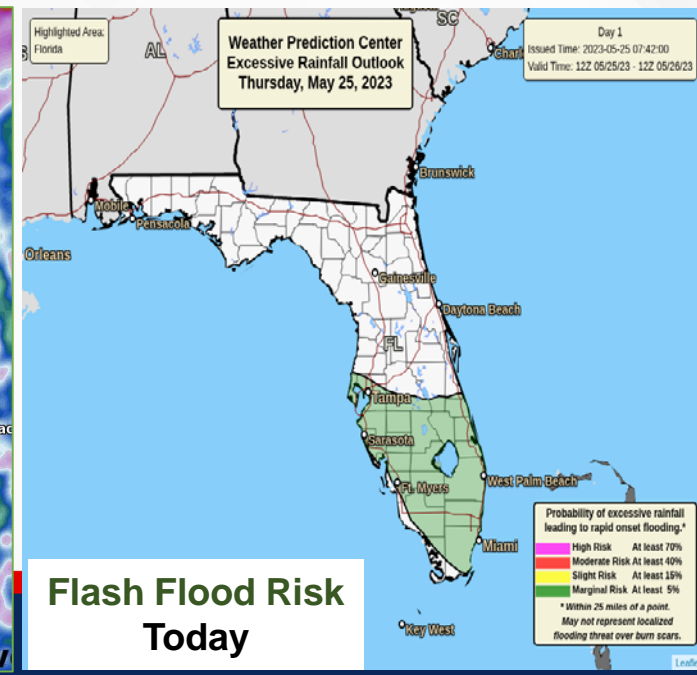 Highlighted Area:
Florida
Weather Prediction Center
Excessive Rainfall Outlook
Thursday, May 25, 2023
Day 1
Issued Time: 2023-05-25 07:42:00
Valid Time: 12Z 05/25/23 - 12Z 05/26/23
AL
SC
Brunswick
Mobile
Pensacola
Orleans
Gainesville
Daytona Beach
FL
Tampa
Sarasota
Ft. Myers
West Palm Beach
Miami
Key West
Probability of excessive rainfall
leading to rapid onset flooding.*
High Risk At least 70%
Moderate Risk At least 40%
Slight Risk At least 15%
Marginal Risk At least 5%
* Within 25 miles of a point.
May not represent localized
flooding threat over burn scars.
Flash Flood Risk
Today